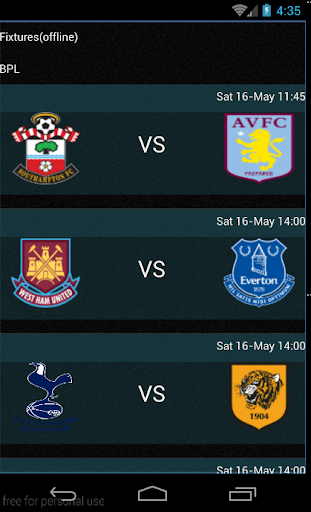 4:35
Fixtures(offline)
BPL
Sat 16-May 11:45
SOUTHAMPTON FC
VS
AVFC
PREPARED
Sat 16-May 14:00
WEST HAM UNITED
VS
Everton
1878
NIL SATIS NISI OPTIMUM
Sat 16-May 14:00
VS
1904
Sat 16-May 14:00
free for personal use